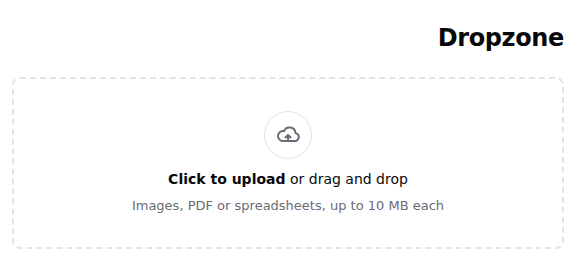 Dropzone
Click to upload or drag and drop
Images, PDF or spreadsheets, up to 10 MB each